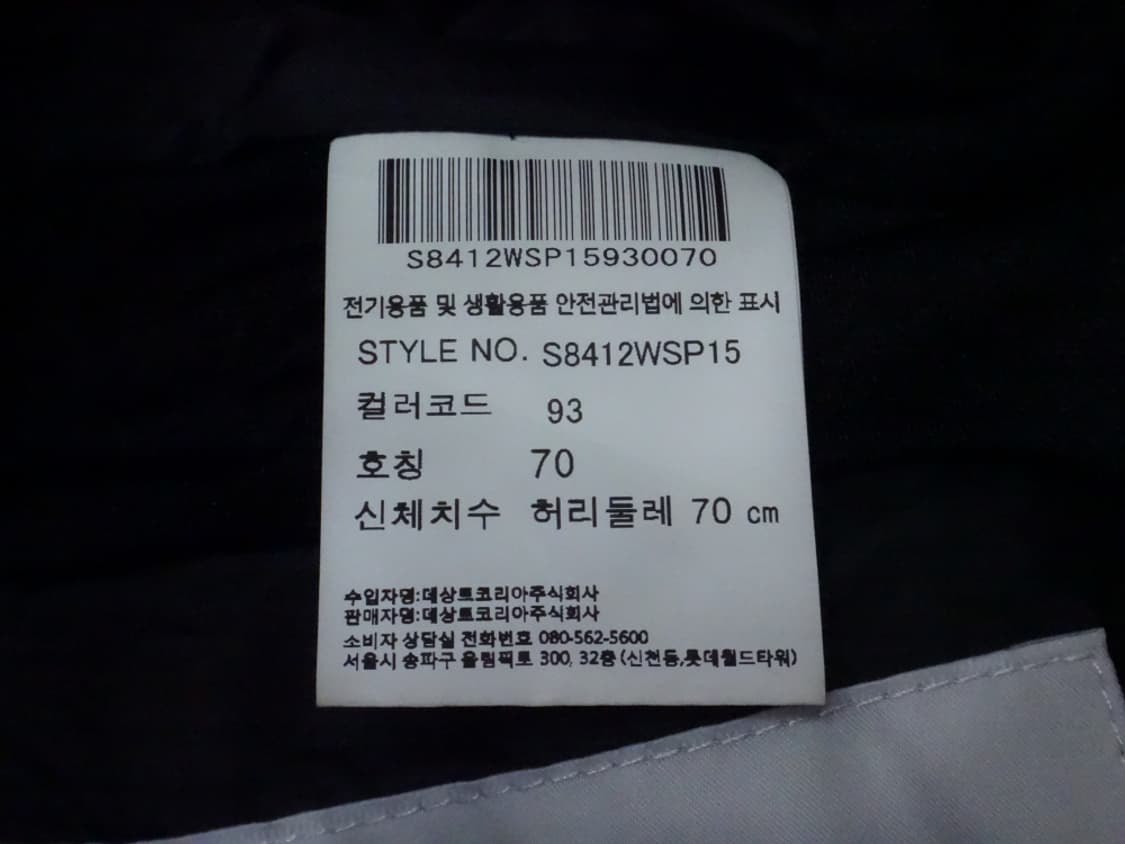 S8412WSP15930070
전기용품 및 생활용품 안전관리법에 의한 표시
STYLE NO. S8412WSP15
컬러코드 93
호칭 70
신체치수 허리둘레 70 cm
수입자명:데상트코리아주식회사
판매자명:데상트코리아주식회사
소비자 상담실 전화번호 080-562-5600
서울시 송파구 올림픽로 300, 32층(신천동,롯데월드타워)